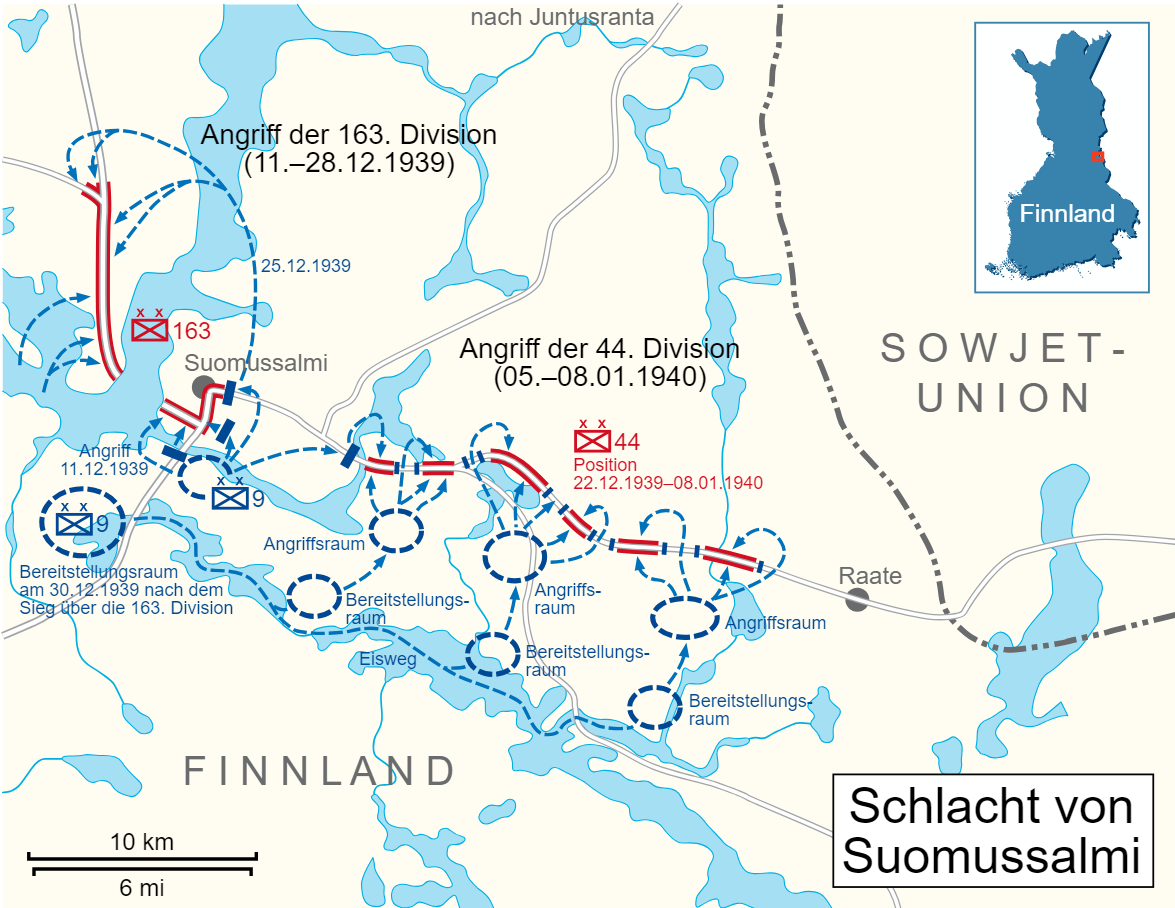 nach Juntusranta
Angriff der 163. Division
(11.–28.12.1939)
Finnland
25.12.1939
x x
163
Suomussalmi
SOWJET-
UNION
Angriff der 44. Division
(05.–08.01.1940)
x x
44
Position
22.12.1939–08.01.1940
Angriff
11.12.1939
x x
9
x x
9
Bereitstellungsraum
am 30.12.1939 nach dem
Sieg über die 163. Division
Angriffsraum
Bereitstellungs-
raum
Angriffs-
raum
Raate
Angriffsraum
Eisweg
Bereitstellungs-
raum
Bereitstellungs-
raum
FINNLAND
Schlacht von
Suomussalmi
10 km
6 mi